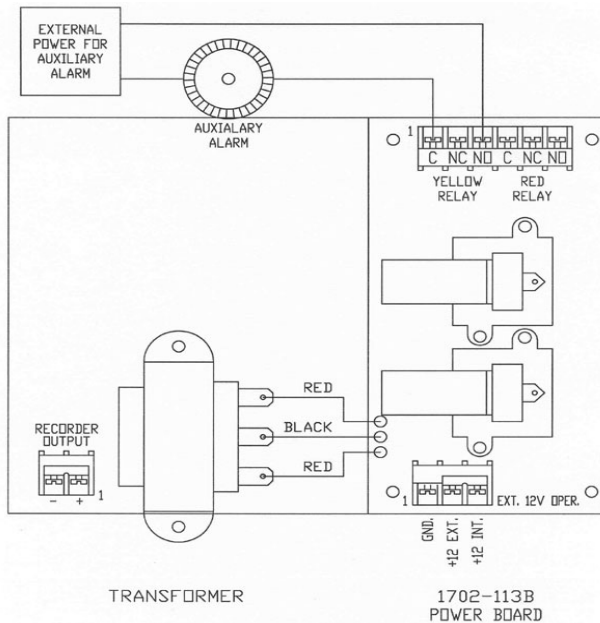 EXTERNAL
POWER FOR
AUXILIARY
ALARM
AUXIALARY
ALARM
1
C NC NO C NC NO
YELLOW
RELAY
RED
RELAY
RED
BLACK
RED
RECORDER
OUTPUT
- +
1
1
EXT. 12V OPER.
GND.
+12 EXT.
+12 INT.
TRANSFORMER
1702-113B
POWER BOARD